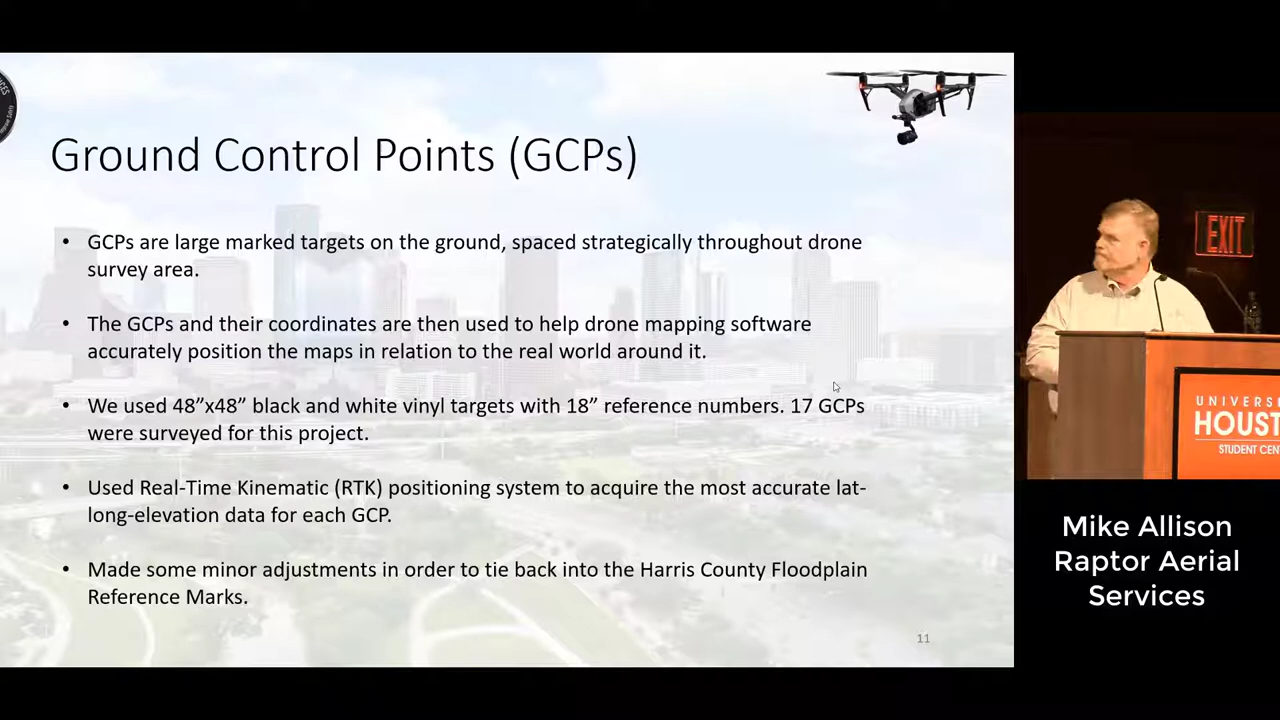 Ground Control Points (GCPs)
• GCPs are large marked targets on the ground, spaced strategically throughout drone
survey area.
• The GCPs and their coordinates are then used to help drone mapping software
accurately position the maps in relation to the real world around it.
• We used 48”x48” black and white vinyl targets with 18” reference numbers. 17 GCPs
were surveyed for this project.
• Used Real-Time Kinematic (RTK) positioning system to acquire the most accurate lat-
long-elevation data for each GCP.
• Made some minor adjustments in order to tie back into the Harris County Floodplain
Reference Marks.
11
EXIT
UNIVERS
HOUST
STUDENT CEN
Mike Allison
Raptor Aerial
Services